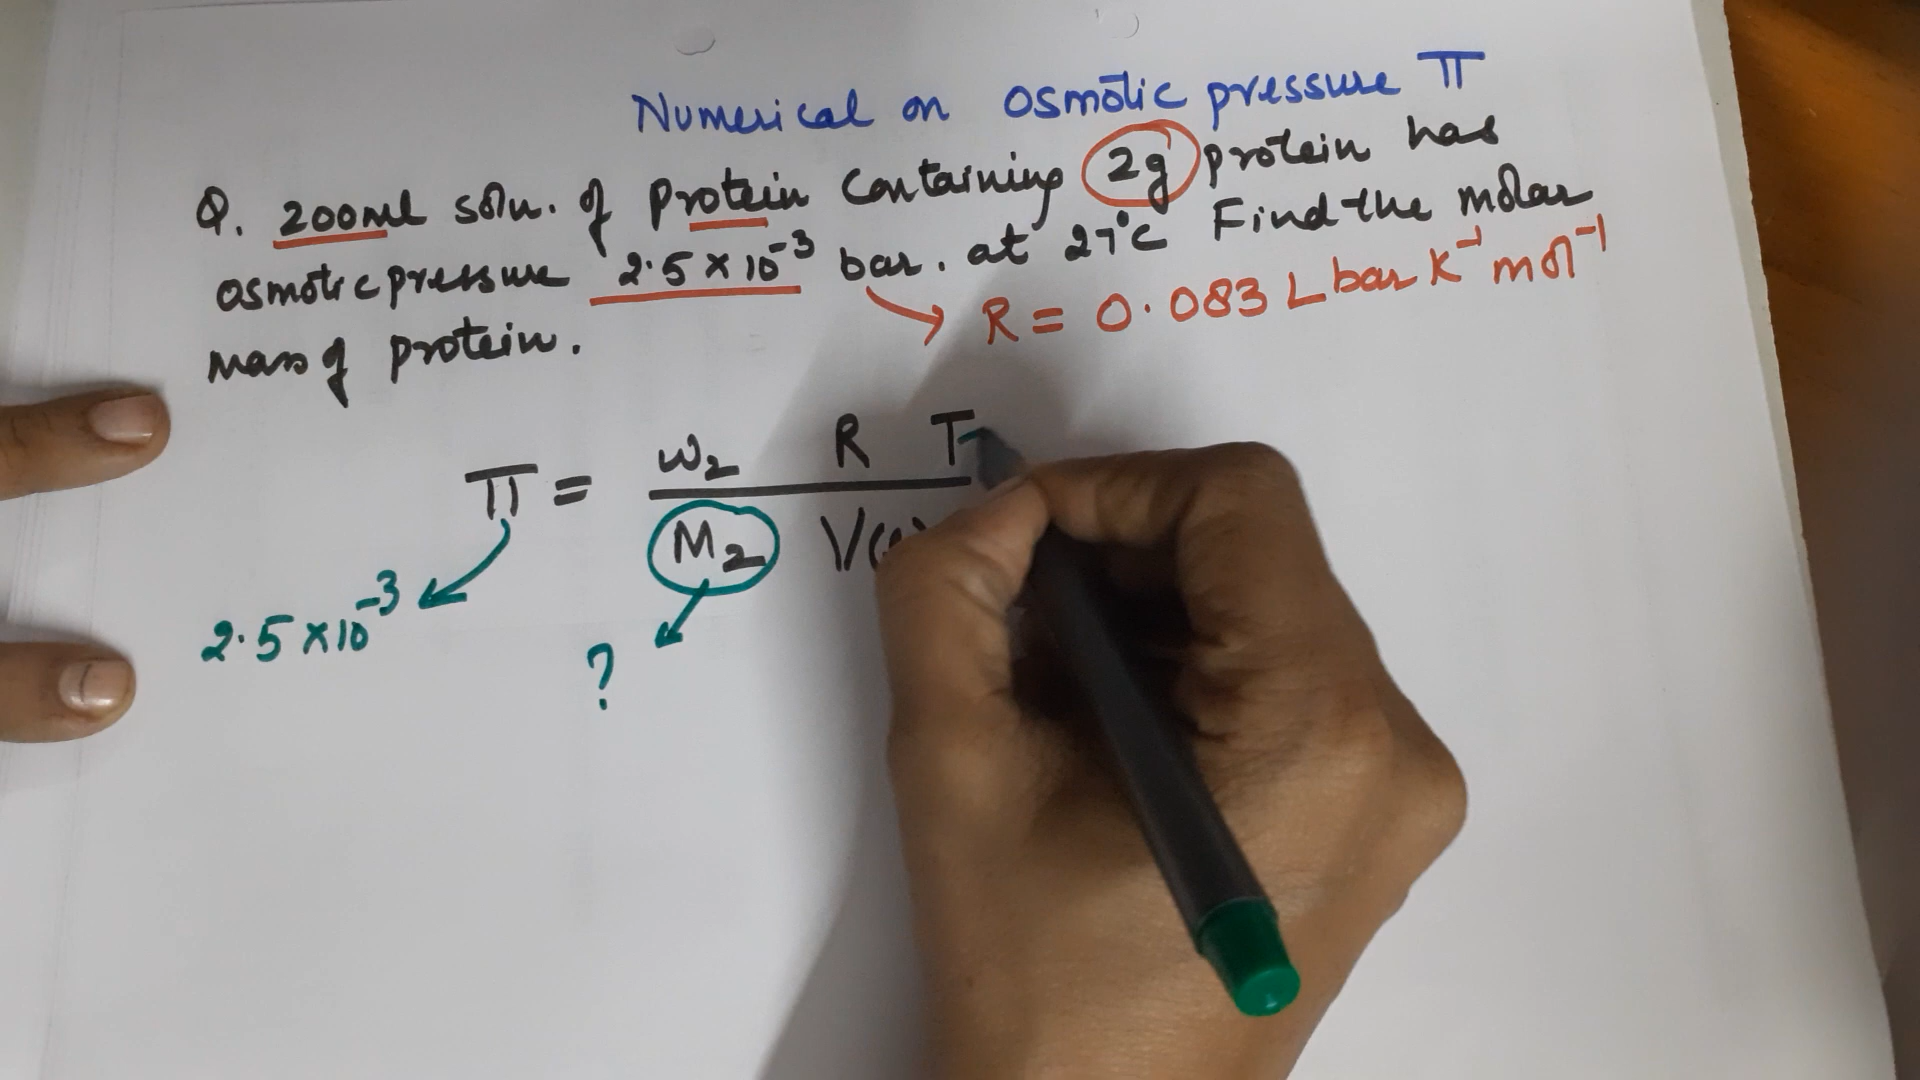 Numerical on Osmotic pressure π
Q. 200ml soln. of Protein containing 2g protein has
osmotic pressure 2.5 × 10⁻³ bar. at 27°C Find the molar
mass of protein.
R = 0.083 L bar K⁻¹ mol⁻¹
π = w₂ R T
M₂ V(
2.5 × 10⁻³
?